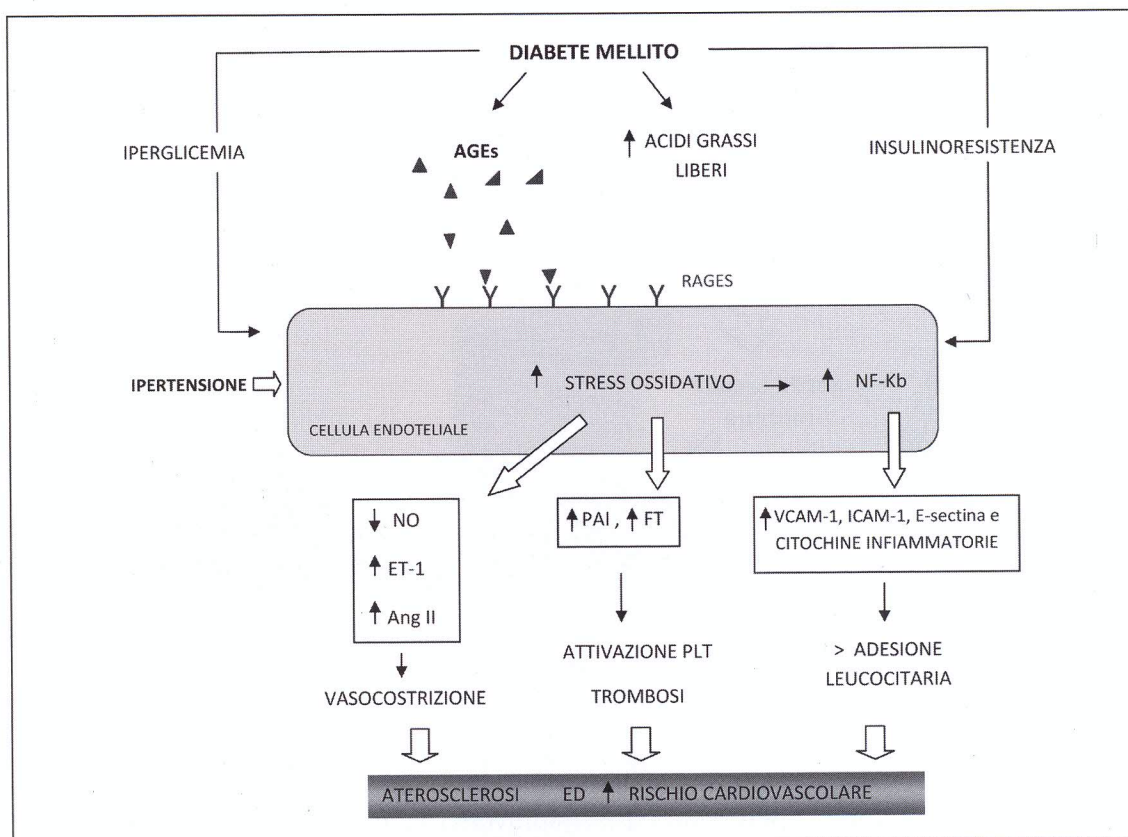 DIABETE MELLITO
IPERGLICEMIA
AGEs
↑ ACIDI GRASSI
LIBERI
INSULINORESISTENZA
RAGES
IPERTENSIONE
↑ STRESS OSSIDATIVO → ↑ NF-Kb
CELLULA ENDOTELIALE
↓ NO
↑ ET-1
↑ Ang II
↑ PAI , ↑ FT
↑ VCAM-1, ICAM-1, E-sectina e
CITOCHINE INFIAMMATORIE
VASOCOSTRIZIONE
ATTIVAZIONE PLT
TROMBOSI
> ADESIONE
LEUCOCITARIA
ATEROSCLEROSI ED ↑ RISCHIO CARDIOVASCOLARE